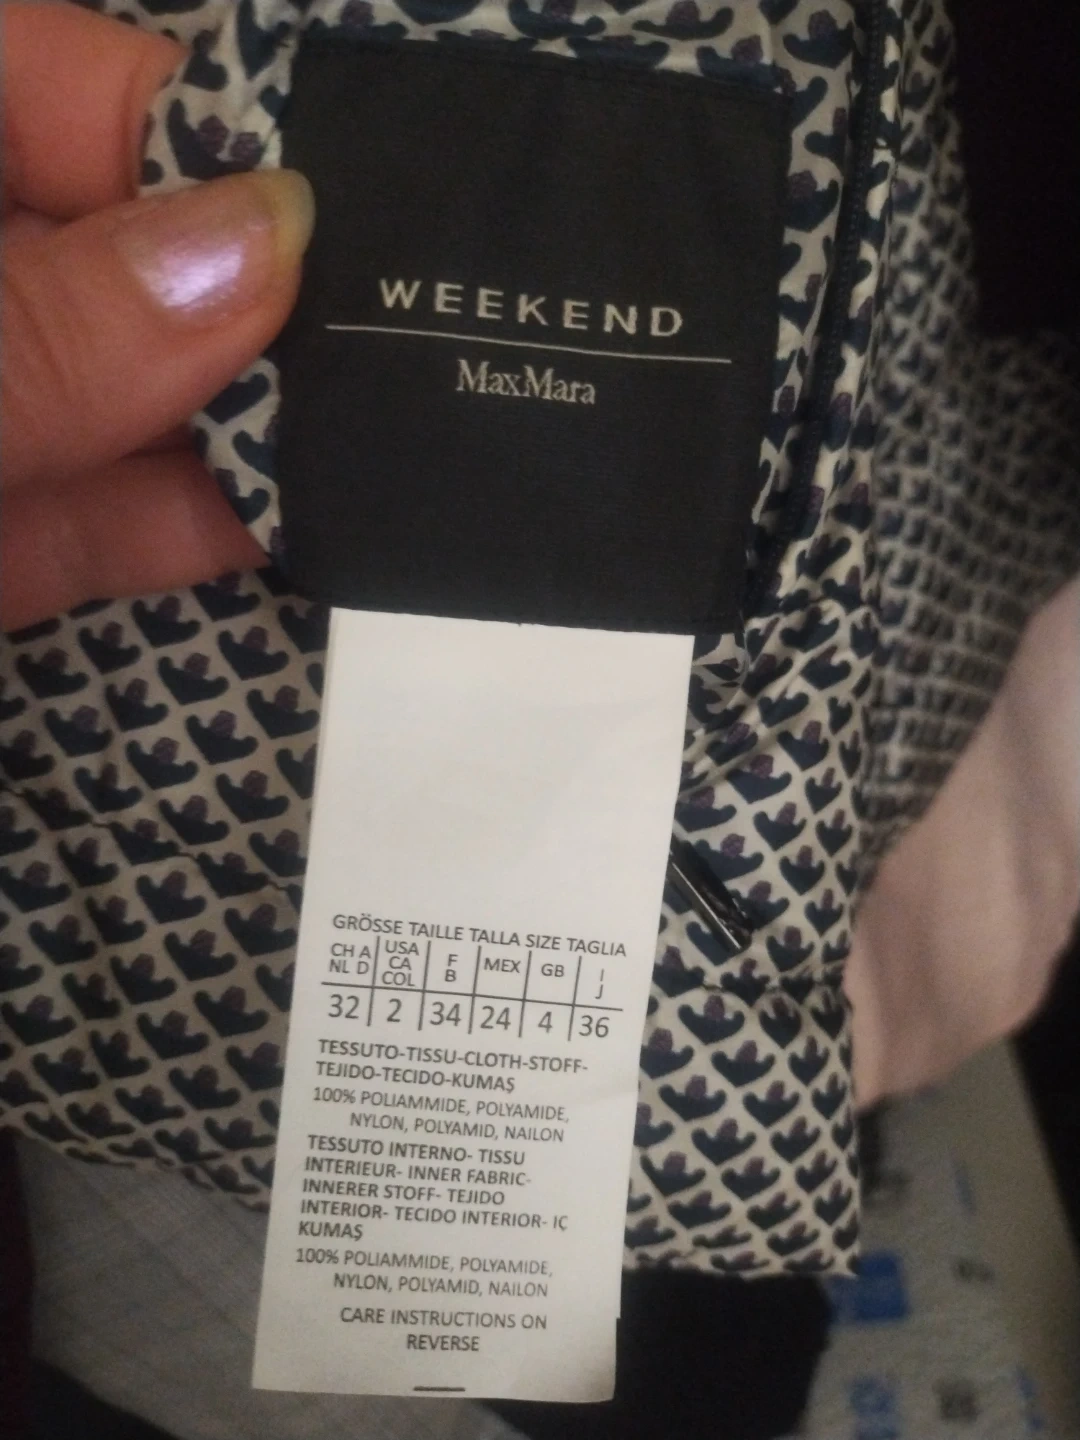 WEEKEND
MaxMara
GRÖSSE TAILLE TALLA SIZE TAGLIA
CH A NL D USA CA COL F B MEX GB I J
32 2 34 24 4 36
TESSUTO-TISSU-CLOTH-STOFF-
TEJIDO-TECIDO-KUMAŞ
100% POLIAMMIDE, POLYAMIDE,
NYLON, POLYAMID, NAILON
TESSUTO INTERNO- TISSU
INTERIEUR- INNER FABRIC-
INNERER STOFF- TEJIDO
INTERIOR- TECIDO INTERIOR- IÇ
KUMAŞ
100% POLIAMMIDE, POLYAMIDE,
NYLON, POLYAMID, NAILON
CARE INSTRUCTIONS ON
REVERSE